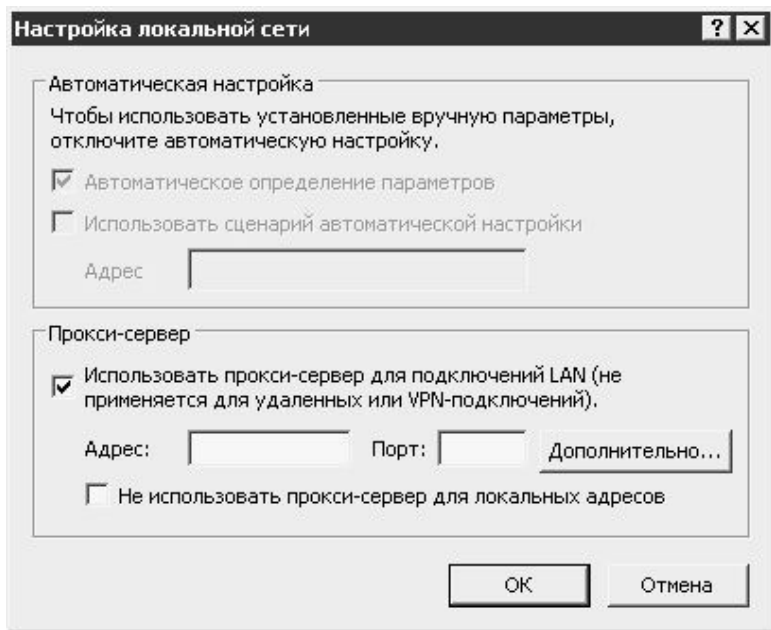 Настройка локальной сети
Автоматическая настройка
Чтобы использовать установленные вручную параметры,
отключите автоматическую настройку.
Автоматическое определение параметров
Использовать сценарий автоматической настройки
Адрес
Прокси-сервер
Использовать прокси-сервер для подключений LAN (не
применяется для удаленных или VPN-подключений).
Адрес: Порт: Дополнительно...
Не использовать прокси-сервер для локальных адресов
ОК Отмена